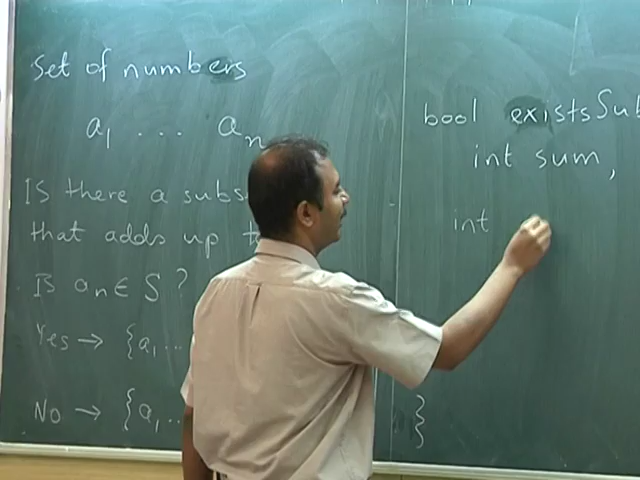 Set of numbers
a1 ... an
Is there a subs
that adds up t
Is an ∈ S ?
Yes → {a1 ...
No → {a1 ...
bool existsSub
int sum,
int
}